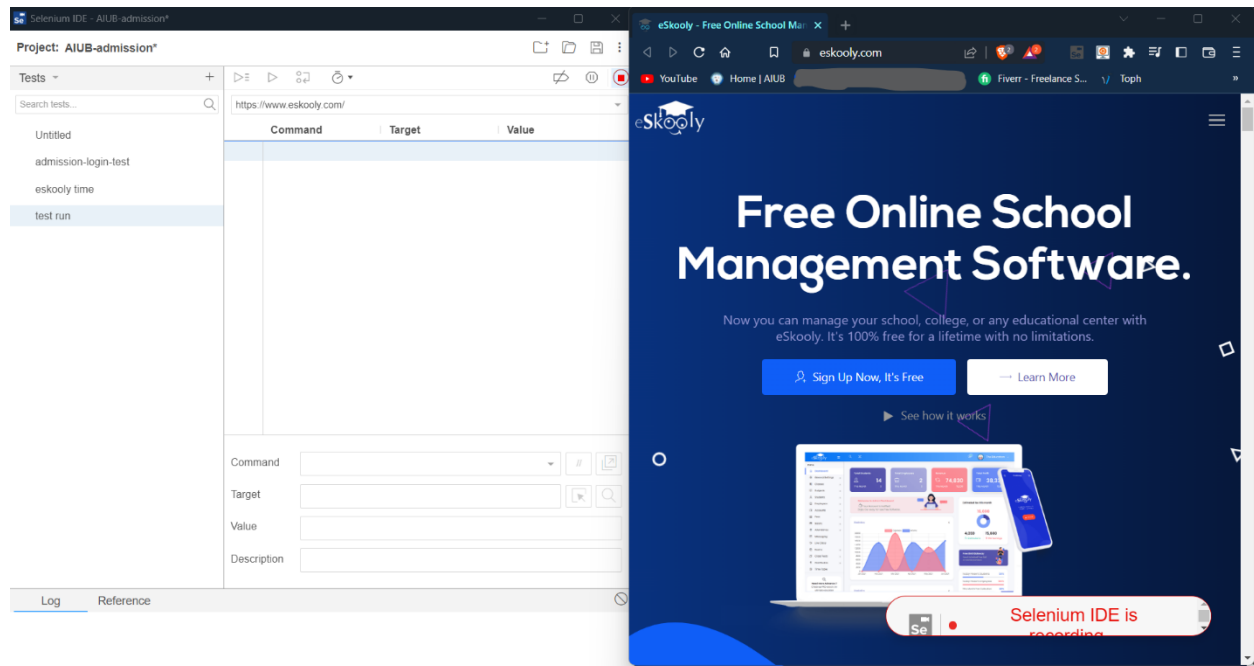 Selenium IDE - AIUB-admission*
Project: AIUB-admission*
Tests
Search tests...
Untitled
admission-login-test
eskooly time
test run
https://www.eskooly.com/
Command Target Value
Command
//
Target
Value
Description
Log Reference
eSkooly - Free Online School Man
eskooly.com
YouTube Home | AIUB Fiverr - Freelance S... Toph »
eSkooly
Free Online School
Management Software.
Now you can manage your school, college, or any educational center with
eSkooly. It's 100% free for a lifetime with no limitations.
Sign Up Now, It's Free
Learn More
See how it works
Se
Selenium IDE is
recording